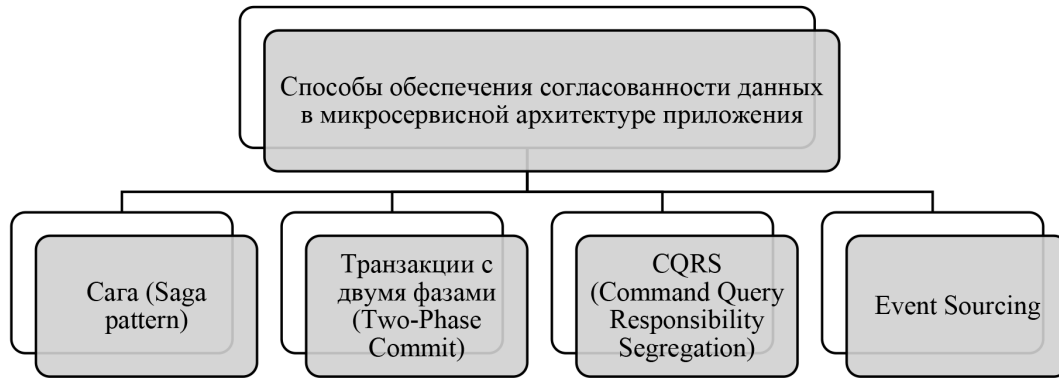 Способы обеспечения согласованности данных
в микросервисной архитектуре приложения
Сага (Saga
pattern)
Транзакции с
двумя фазами
(Two-Phase
Commit)
CQRS
(Command Query
Responsibility
Segregation)
Event Sourcing